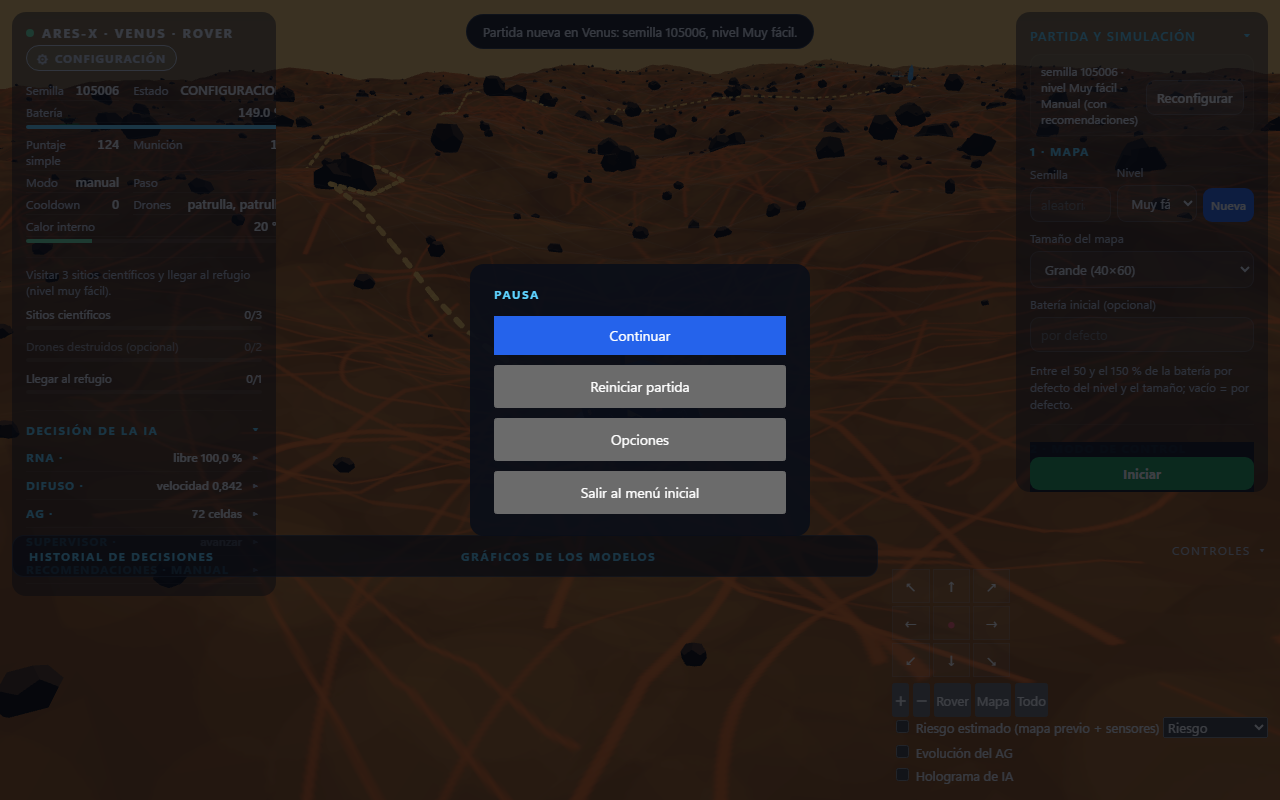 ARES-X · VENUS · ROVER
⚙ CONFIGURACIÓN
Semilla 105006 Estado CONFIGURACIO
Batería 149.0
Puntaje simple 124 Munición 1
Modo manual Paso
Cooldown 0 Drones patrulla, patrull
Calor interno 20 °
Visitar 3 sitios científicos y llegar al refugio
(nivel muy fácil).
Sitios científicos 0/3
Drones destruidos (opcional) 0/2
Llegar al refugio 0/1
DECISIÓN DE LA IA
RNA · libre 100,0 %
DIFUSO · velocidad 0,842
AG · 72 celdas
SUPERVISOR · avanzar
HISTORIAL DE DECISIONES
GRÁFICOS DE LOS MODELOS
RECOMENDACIONES · MANUAL
Partida nueva en Venus: semilla 105006, nivel Muy fácil.
PAUSA
Continuar
Reiniciar partida
Opciones
Salir al menú inicial
PARTIDA Y SIMULACIÓN
semilla 105006 ·
nivel Muy fácil ·
Manual (con
recomendaciones)
Reconfigurar
1 · MAPA
Semilla Nivel
aleatori Muy fá Nueva
Tamaño del mapa
Grande (40×60)
Batería inicial (opcional)
por defecto
Entre el 50 y el 150 % de la batería por
defecto del nivel y el tamaño; vacío = por
defecto.
Iniciar
CONTROLES
↖ ↑ ↗
← →
↙ ↓ ↘
+ − Rover Mapa Todo
Riesgo estimado (mapa previo + sensores) Riesgo
Evolución del AG
Holograma de IA